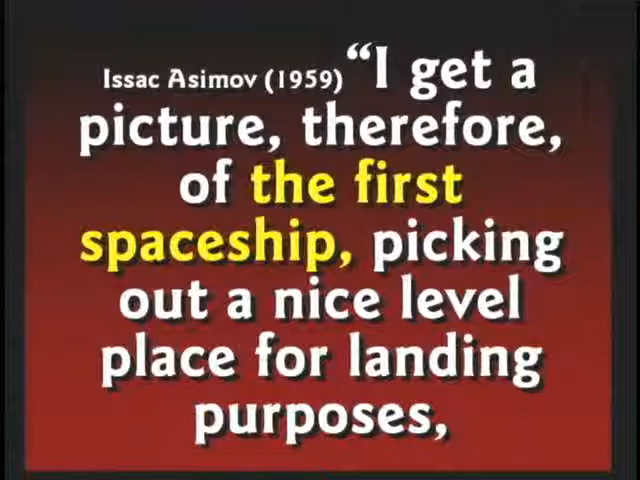 Issac Asimov (1959) “I get a
picture, therefore,
of the first
spaceship, picking
out a nice level
place for landing
purposes,